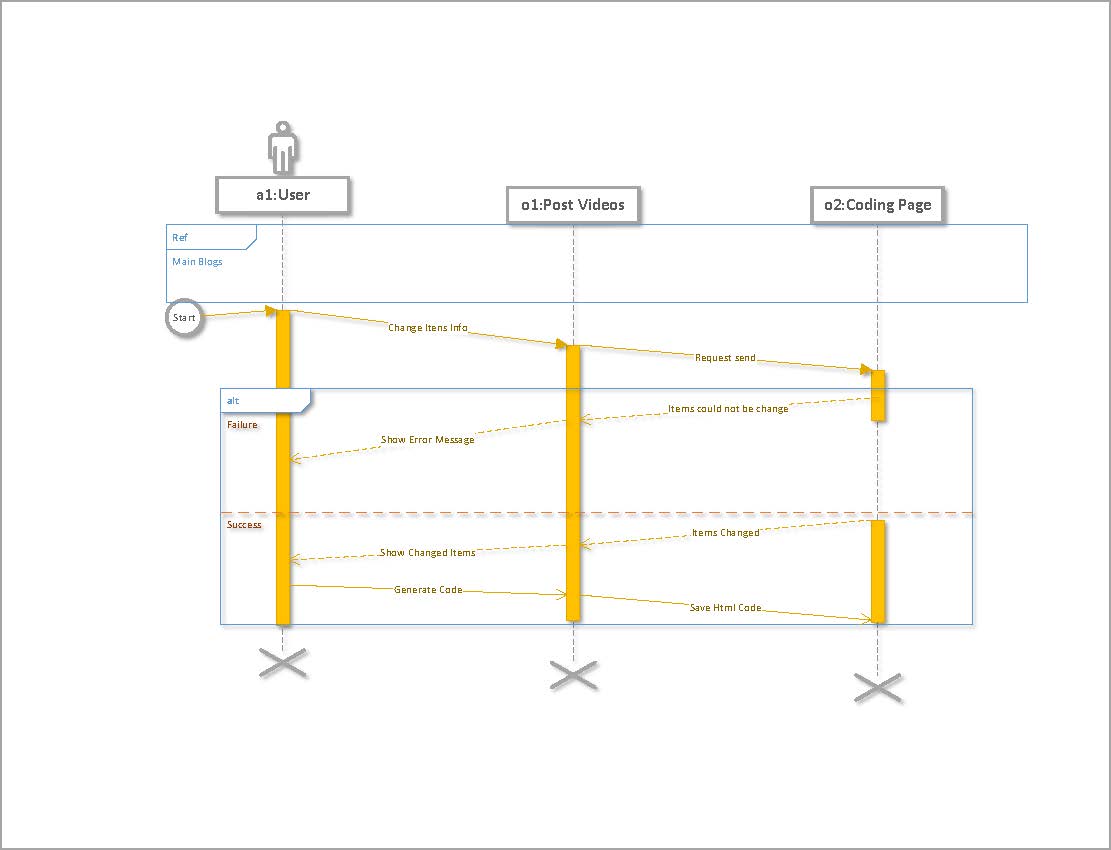 a1:User
o1:Post Videos
o2:Coding Page
Ref
Main Blogs
Start
Change Itens Info
Request send
alt
Failure
Items could not be change
Show Error Message
Success
Items Changed
Show Changed Items
Generate Code
Save Html Code